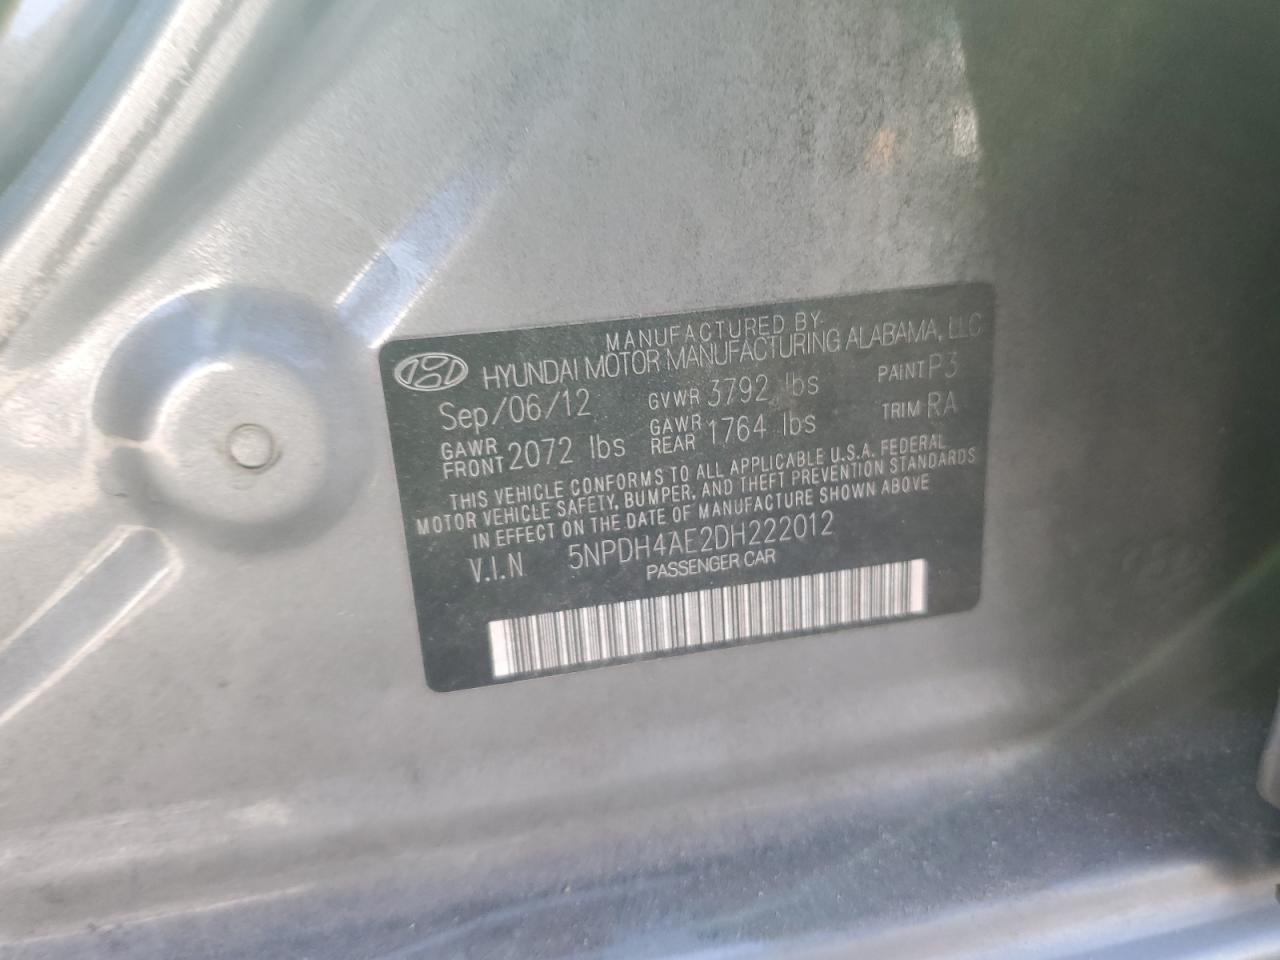 MANUFACTURED BY
HYUNDAI MOTOR MANUFACTURING ALABAMA, LLC
Sep/06/12 GVWR 3792 lbs PAINT P3
GAWR FRONT 2072 lbs GAWR REAR 1764 lbs TRIM RA
THIS VEHICLE CONFORMS TO ALL APPLICABLE U.S.A. FEDERAL
MOTOR VEHICLE SAFETY, BUMPER, AND THEFT PREVENTION STANDARDS
IN EFFECT ON THE DATE OF MANUFACTURE SHOWN ABOVE
V.I.N 5NPDH4AE2DH222012
PASSENGER CAR